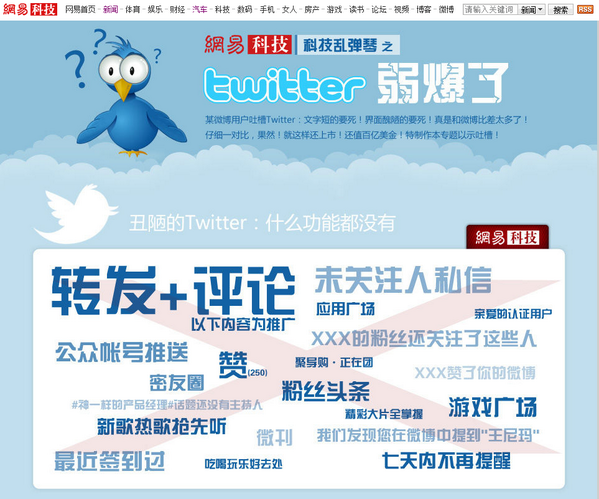 網易科技 网易首页 - 新闻 - 体育 - 娱乐 - 财经 - 汽车 - 科技 - 数码 - 手机 - 女人 - 房产 - 游戏 - 读书 - 论坛 - 视频 - 博客 - 微博 请输入关键词 新闻 搜索 RSS
網易科技 科技乱弹琴 之
twitter 弱爆了
某微博用户吐槽Twitter：文字短的要死！界面醜陋的要死！真是和微博比差太多了！
仔细一对比，果然！就这样还上市！还值百亿美金！特制作本专题以示吐槽！
丑陋的Twitter：什么功能都没有
網易科技
转发+评论
未关注人私信
应用广场
亲爱的认证用户
以下内容为推广
XXX的粉丝还关注了这些人
公众帐号推送
赞(250)
聚导购·正在团
XXX赞了你的微博
密友圈
粉丝头条
#神一样的产品经理#话题还没有主持人
精彩大片全掌握
游戏广场
新歌热歌抢先听
微刊
我们发现您在微博中提到"王尼玛"
最近签到过
吃喝玩乐好去处
七天内不再提醒